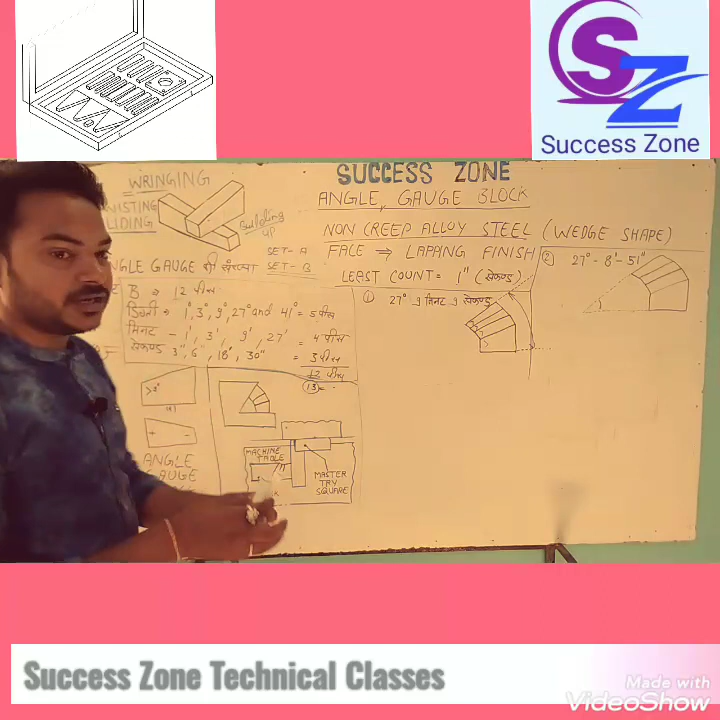 SZ
Success Zone
WRINGING
SUCCESS ZONE
ANGLE GAUGE BLOCK
Building
UP
NON CREEP ALLOY STEEL (WEDGE SHAPE)
SET-A
FACE → LAPPING FINISH
NGLE GAUGE की संख्या SET-B
LEAST COUNT = 1" (सेकण्ड)
② 27° - 8' - 51"
B ⇒ 12 पीस
① 27° 9 मिनट 9 सेकण्ड
डिग्री ⇒ 1°, 3°, 9°, 27° and 41° = 5 पीस
मिनट - 1', 3', 9', 27' = 4 पीस
सेकण्ड 3", 6", 18", 30" = 3 पीस
12 पीस
⑬
+ -
MACHINE
TABLE
MASTER
TRY
SQUARE
ANGLE
GAUGE
Success Zone Technical Classes
Made with
VideoShow